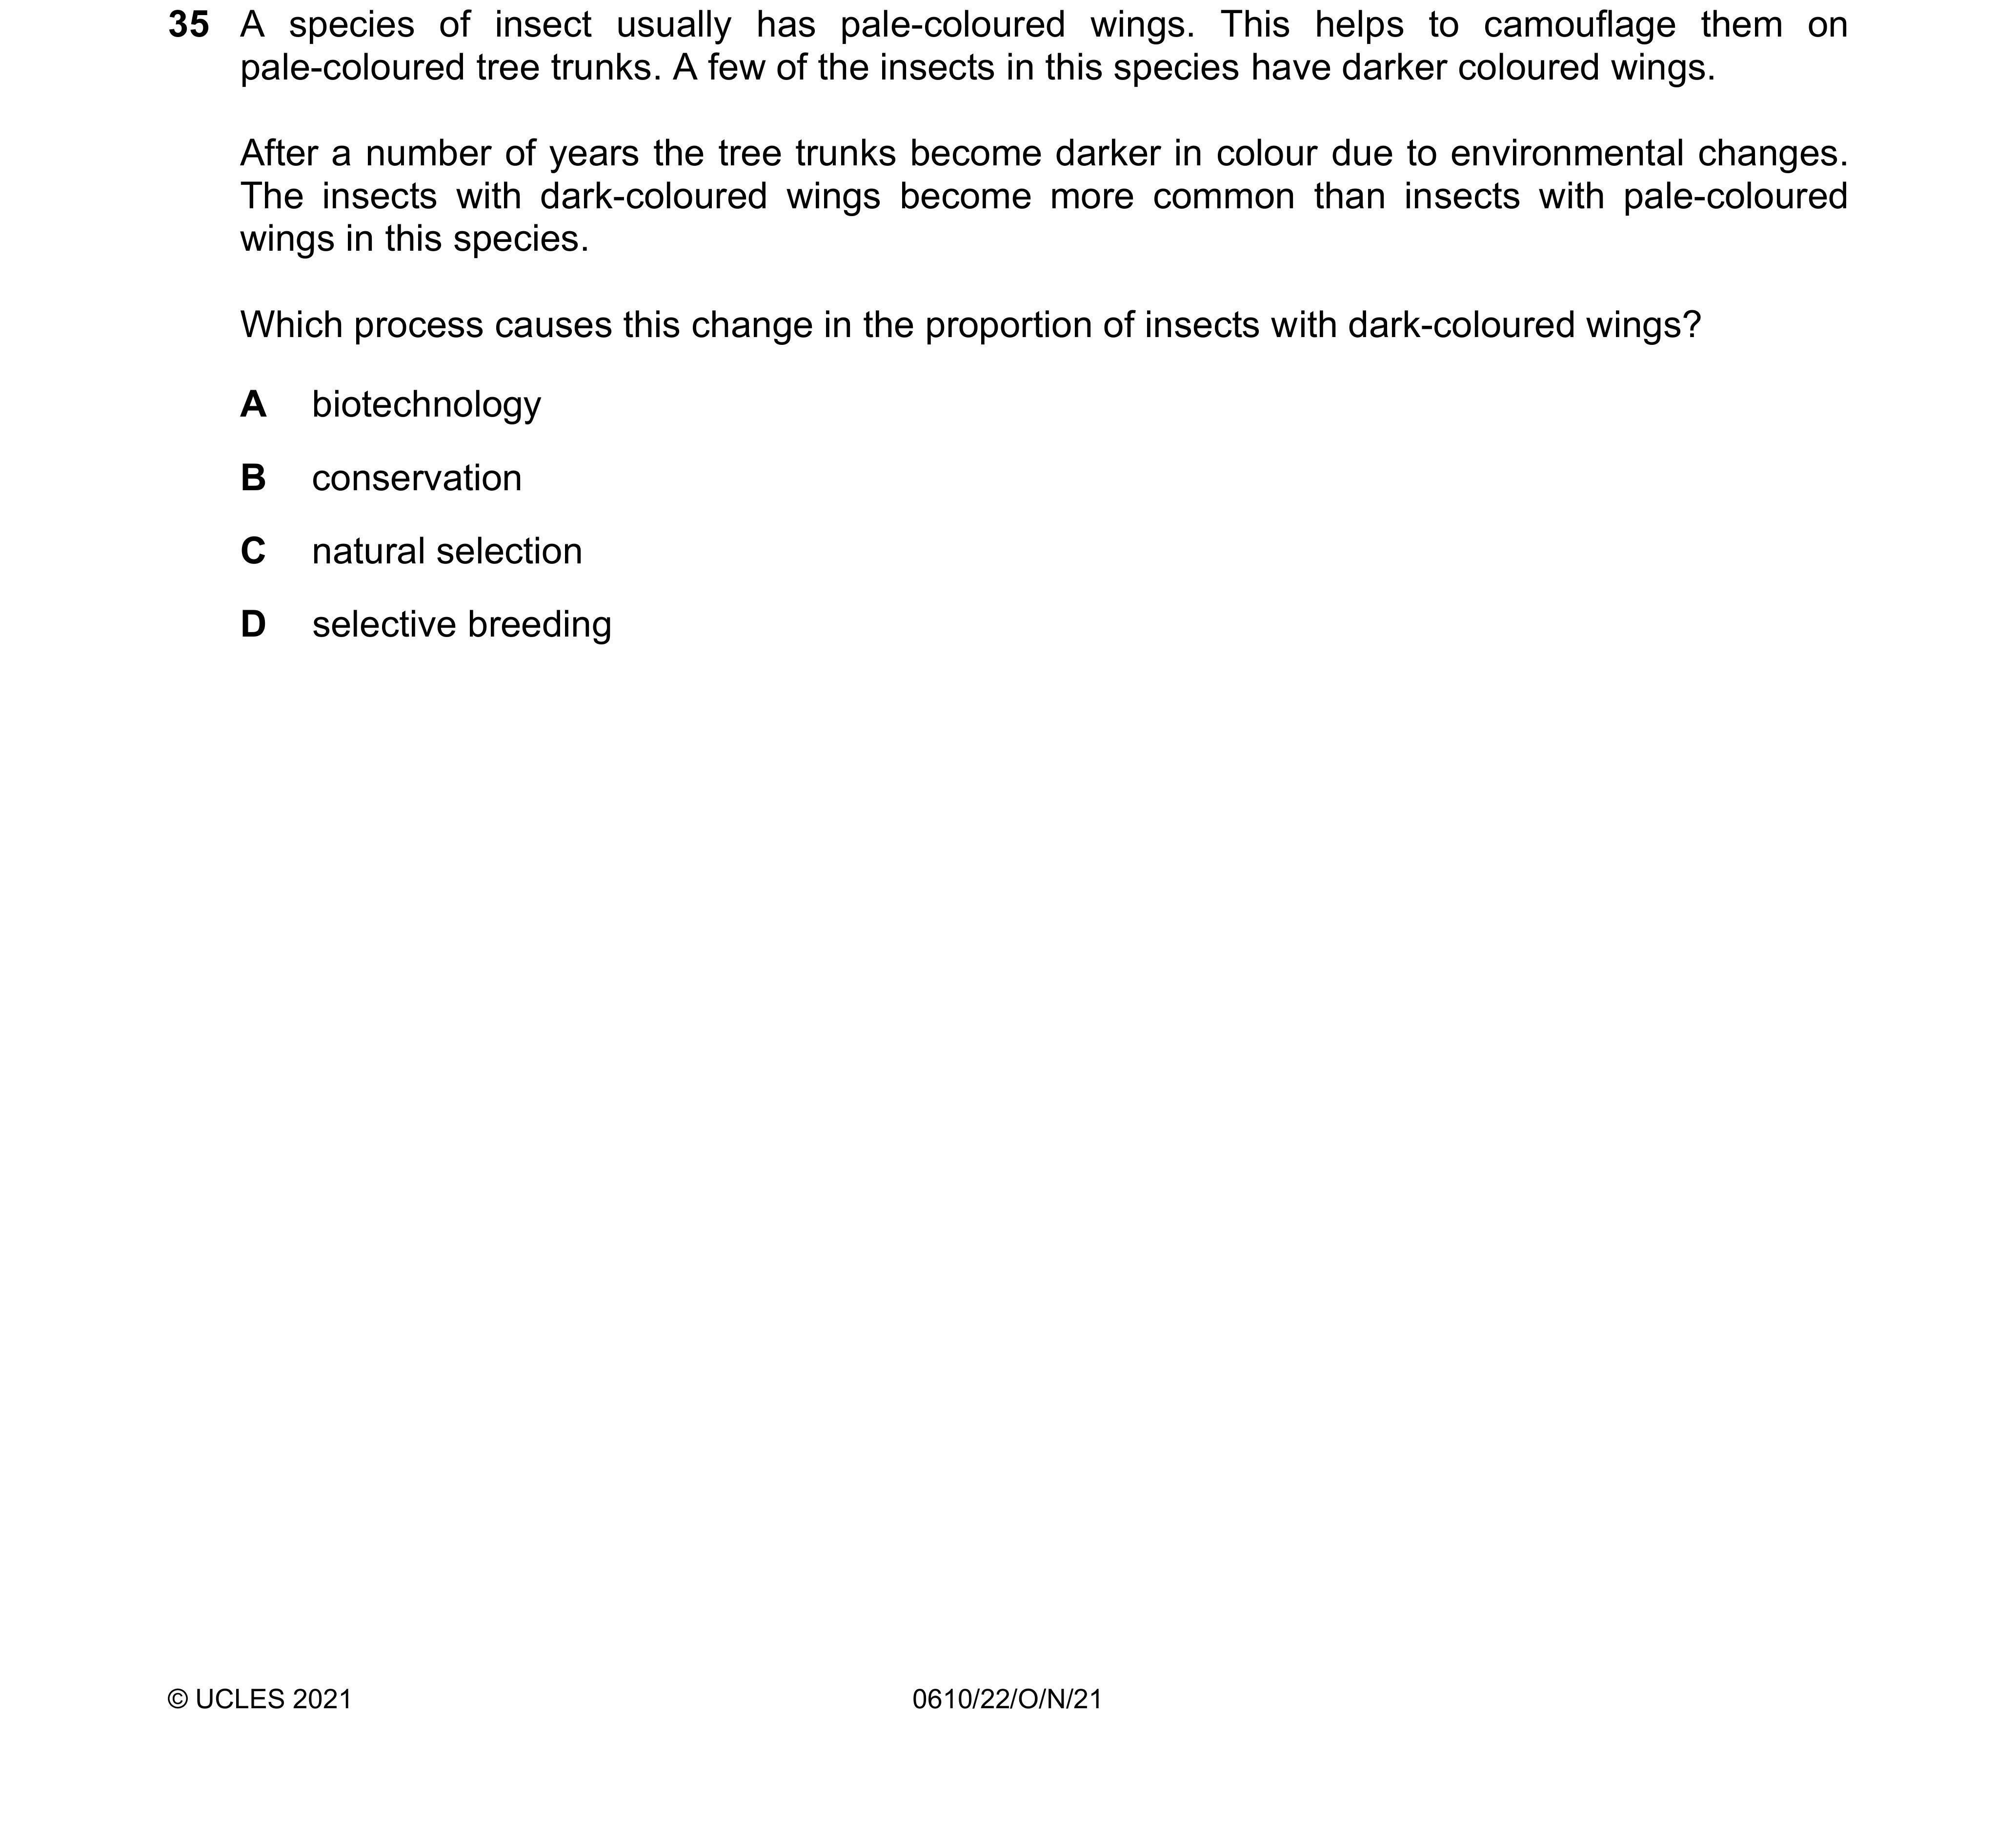 35 A species of insect usually has pale-coloured wings. This helps to camouflage them on
pale-coloured tree trunks. A few of the insects in this species have darker coloured wings.
After a number of years the tree trunks become darker in colour due to environmental changes.
The insects with dark-coloured wings become more common than insects with pale-coloured
wings in this species.
Which process causes this change in the proportion of insects with dark-coloured wings?
A biotechnology
B conservation
C natural selection
D selective breeding
© UCLES 2021 0610/22/O/N/21